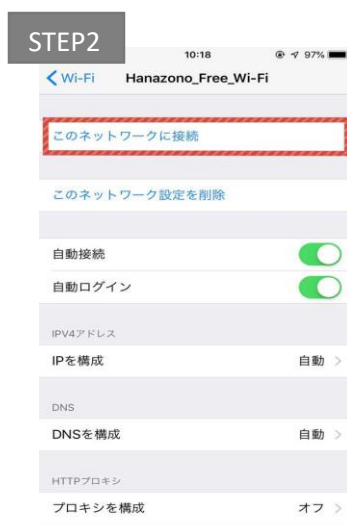 STEP2
10:18 97%
Wi-Fi Hanazono_Free_Wi-Fi
このネットワークに接続
このネットワーク設定を削除
自動接続
自動ログイン
IPV4アドレス
IPを構成 自動
DNS
DNSを構成 自動
HTTPプロキシ
プロキシを構成 オフ